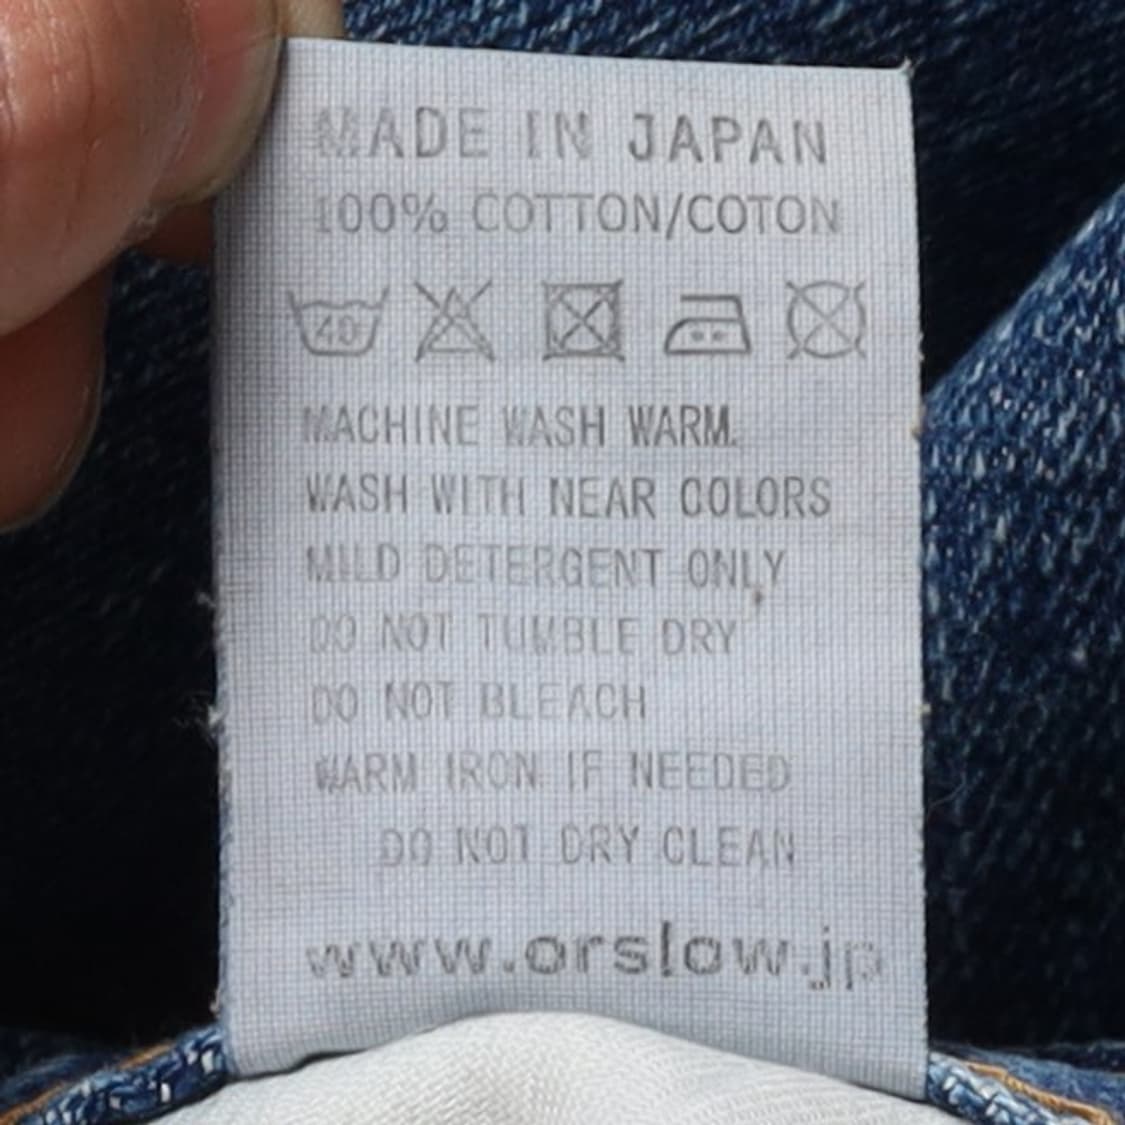 MADE IN JAPAN
100% COTTON/COTON
40
MACHINE WASH WARM.
WASH WITH NEAR COLORS
MILD DETERGENT ONLY
DO NOT TUMBLE DRY
DO NOT BLEACH
WARM IRON IF NEEDED
DO NOT DRY CLEAN
www.orslow.jp